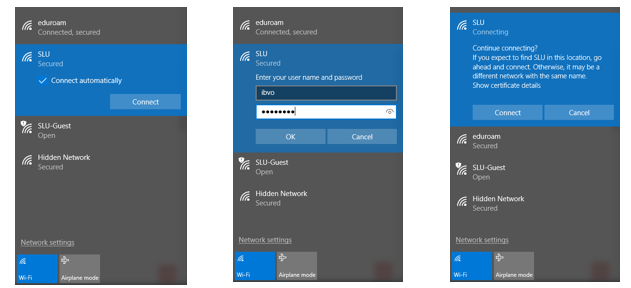 eduroam
Connected, secured
SLU
Secured
Connect automatically
Connect
SLU-Guest
Open
Hidden Network
Secured
Network settings
Wi-Fi
Airplane mode
eduroam
Connected, secured
SLU
Secured
Enter your user name and password
ibvo
••••••••
OK
Cancel
SLU-Guest
Open
Hidden Network
Secured
Network settings
Wi-Fi
Airplane mode
SLU
Connecting
Continue connecting?
If you expect to find SLU in this location, go
ahead and connect. Otherwise, it may be a
different network with the same name.
Show certificate details
Connect
Cancel
eduroam
Secured
SLU-Guest
Open
Hidden Network
Secured
Network settings
Wi-Fi
Airplane mode